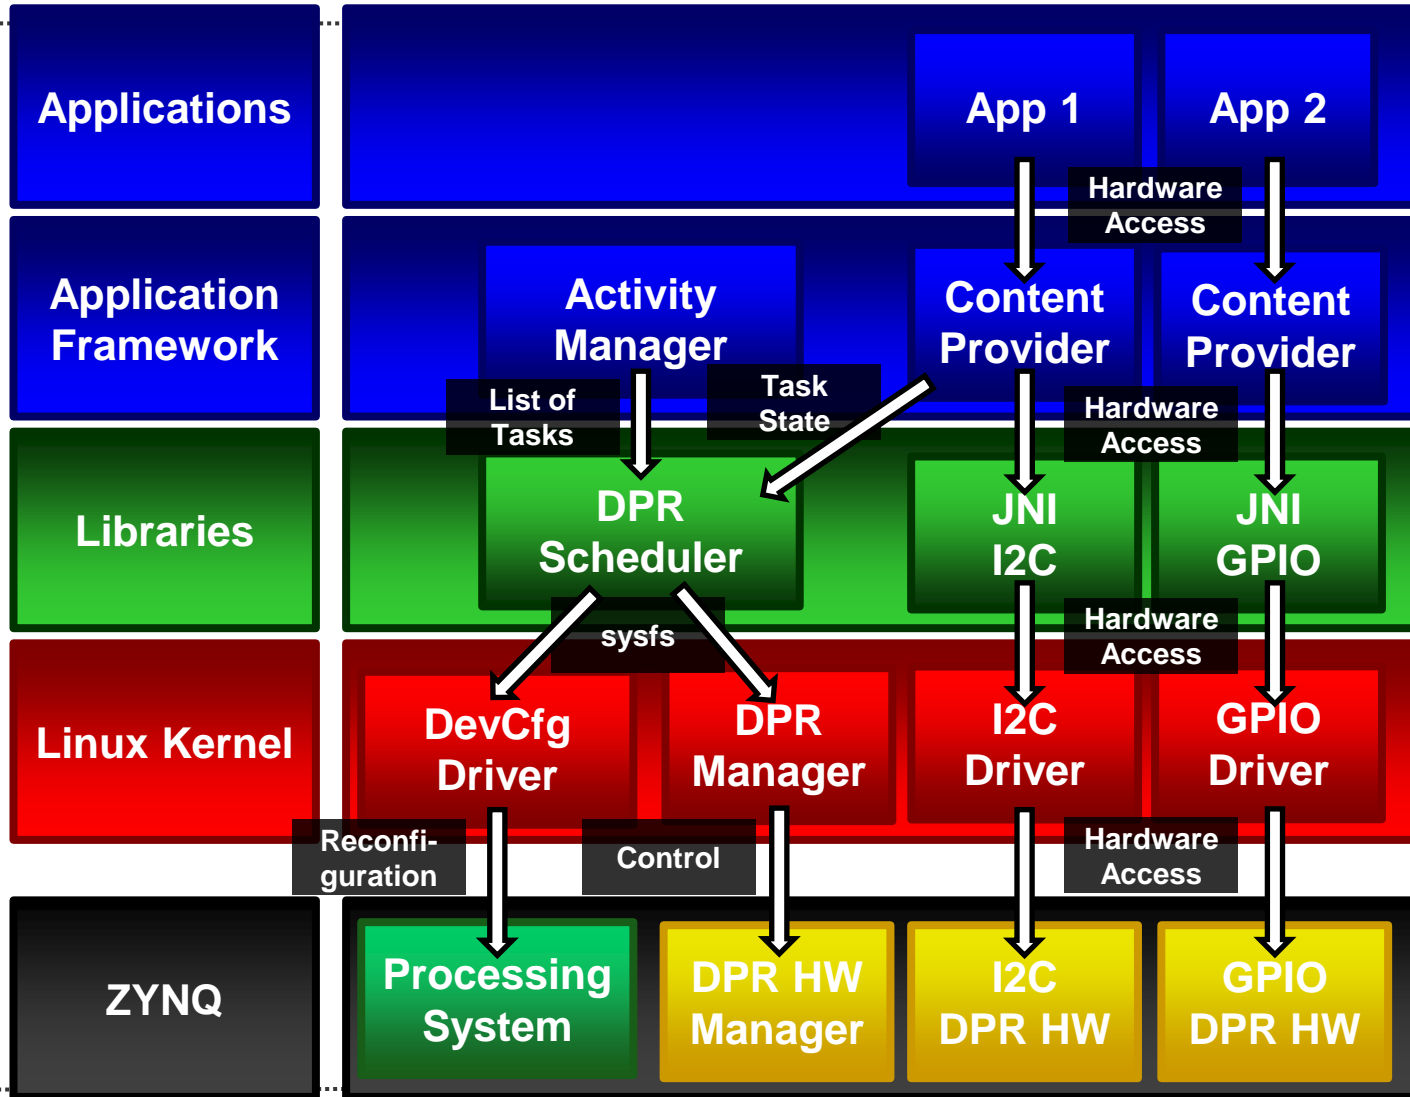 Applications
App 1
App 2
Hardware
Access
Application
Framework
Activity
Manager
Content
Provider
Content
Provider
List of
Tasks
Task
State
Hardware
Access
Libraries
DPR
Scheduler
JNI
I2C
JNI
GPIO
sysfs
Hardware
Access
Linux Kernel
DevCfg
Driver
DPR
Manager
I2C
Driver
GPIO
Driver
Reconfi-
guration
Control
Hardware
Access
ZYNQ
Processing
System
DPR HW
Manager
I2C
DPR HW
GPIO
DPR HW